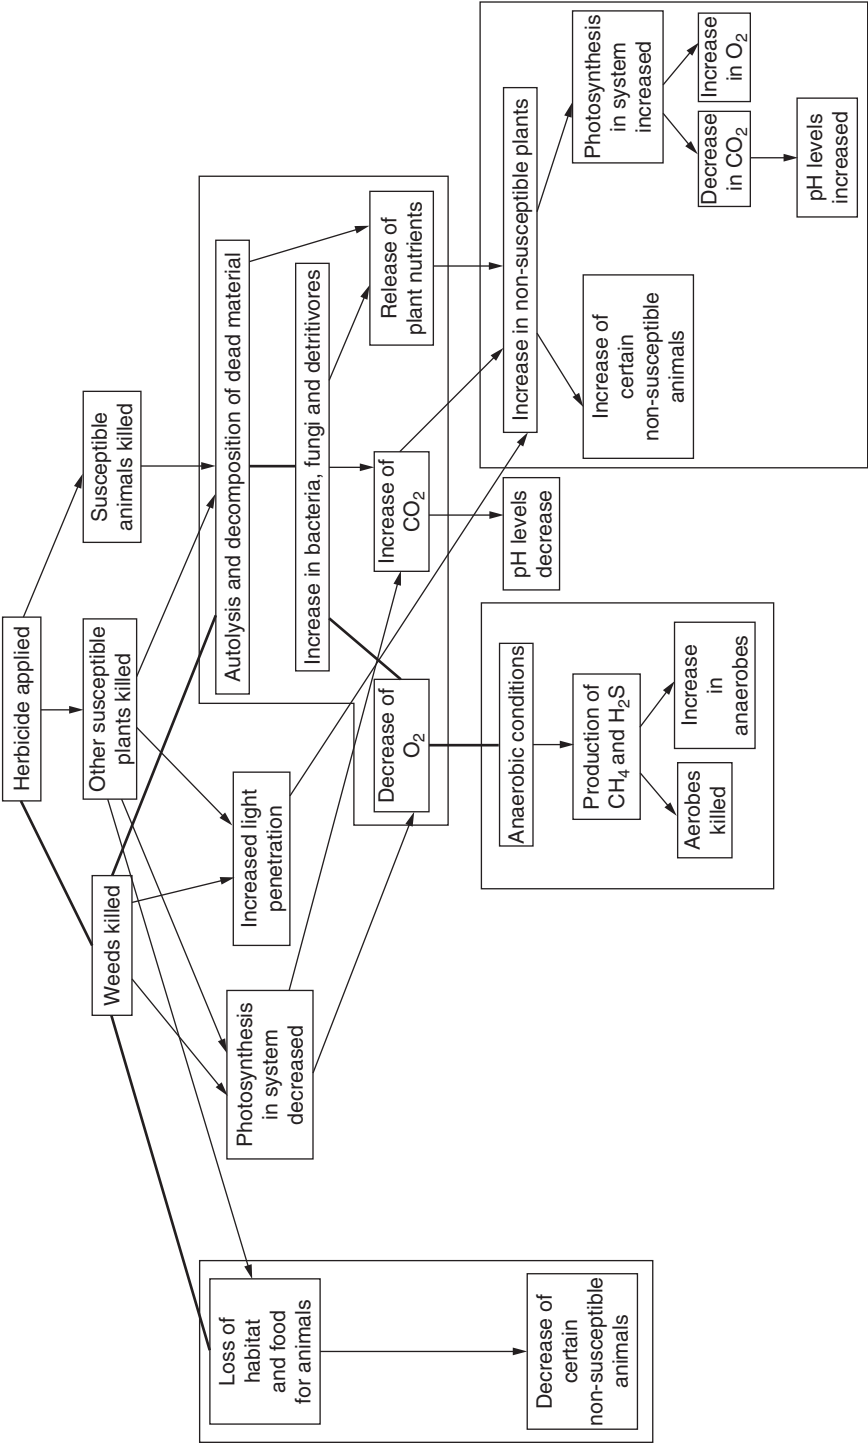 Herbicide applied
Weeds killed
Other susceptible
plants killed
Susceptible
animals killed
Loss of
habitat
and food
for animals
Photosynthesis
in system
decreased
Increased light
penetration
Autolysis and decomposition of dead material
Increase in bacteria, fungi and detritivores
Decrease of
O₂
Increase of
CO₂
Release of
plant nutrients
Decrease of
certain
non-susceptible
animals
Anaerobic conditions
Production of
CH₄ and H₂S
Aerobes
killed
Increase
in
anaerobes
pH levels
decrease
Increase in non-susceptible plants
Increase of
certain
non-susceptible
animals
Photosynthesis
in system
increased
Decrease
in CO₂
Increase
in O₂
pH levels
increased